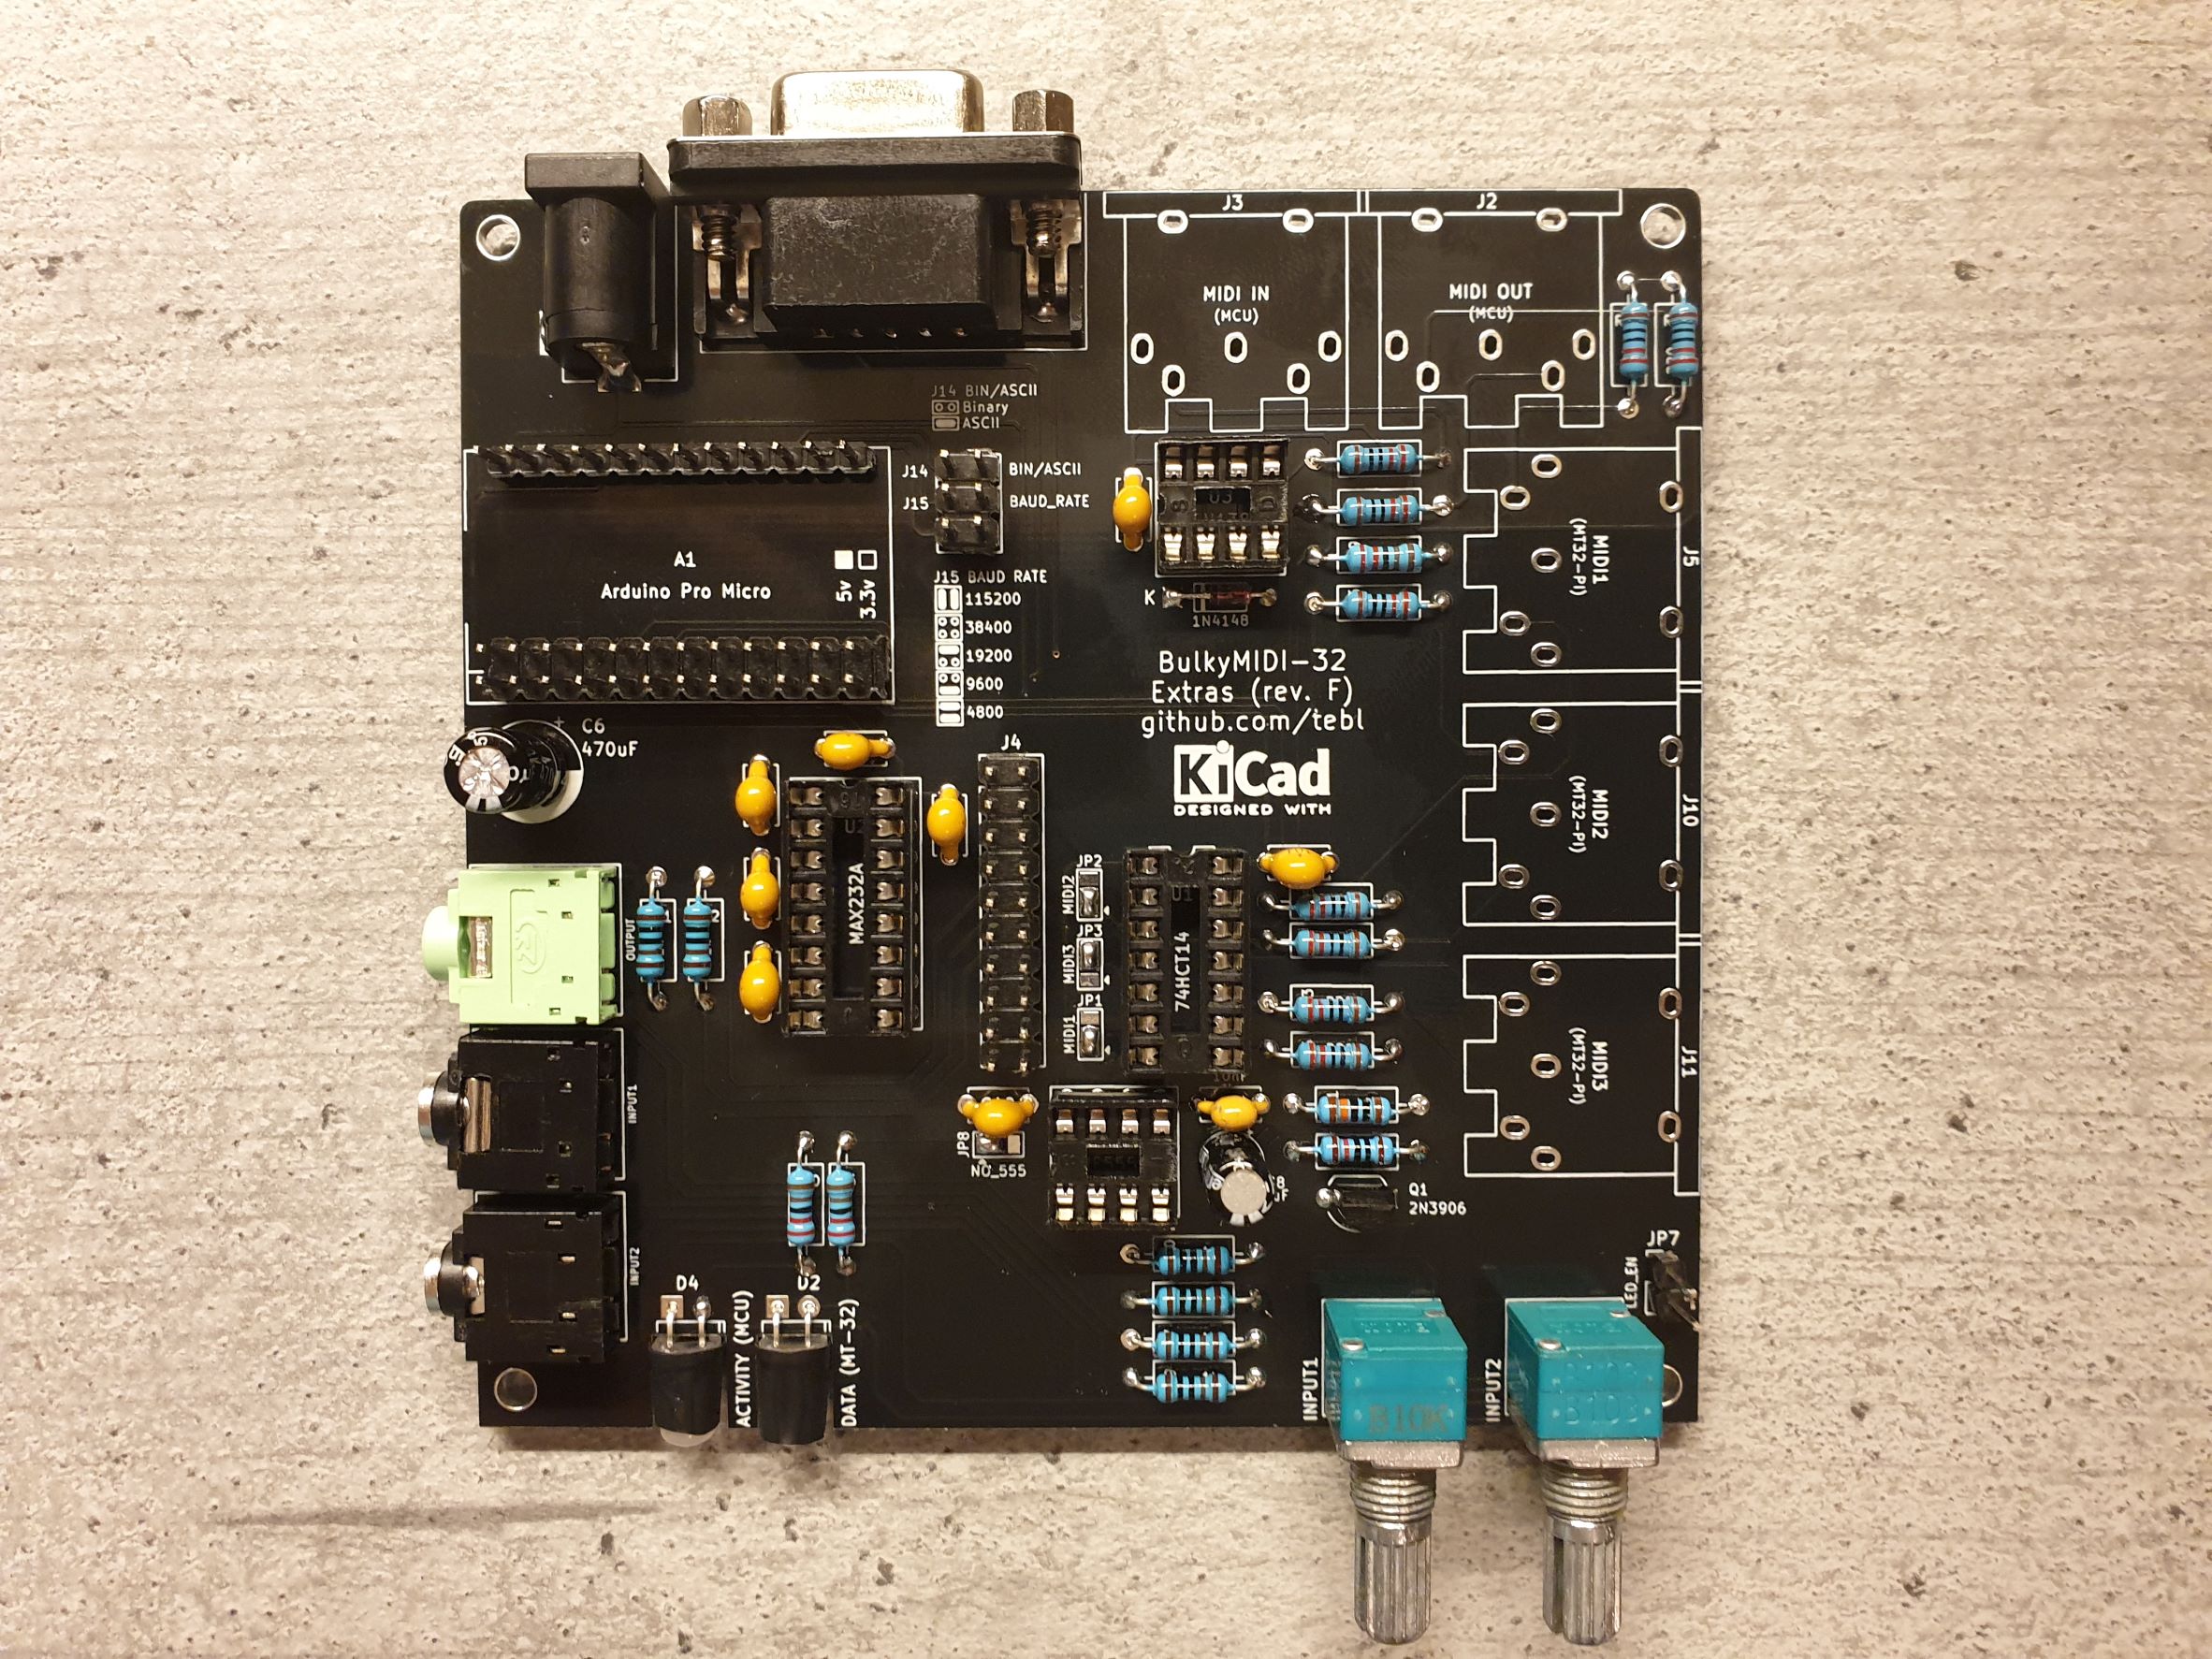 J3
J2
MIDI IN
(MCU)
MIDI OUT
(MCU)
J14 BIN/ASCII
Binary
ASCII
J14
BIN/ASCII
J15
BAUD_RATE
A1
Arduino Pro Micro
5v
3.3v
J15 BAUD RATE
115200
38400
19200
9600
4800
U3
K
1N4148
MIDI1
(MT32-PI)
J5
BulkyMIDI-32
Extras (rev. F)
github.com/tebl
KiCad
DESIGNED WITH
MIDI2
(MT32-PI)
J10
C6
470uF
J4
MAX232A
OUTPUT
JP2
MIDI2
JP3
MIDI3
JP1
MIDI1
U1
74HCT14
MIDI3
(MT32-PI)
J11
INPUT1
JP8
NO_555
Q1
2N3906
INPUT2
JP7
LED_EN
D4
D2
ACTIVITY (MCU)
DATA (MT-32)
INPUT1
B10K
INPUT2